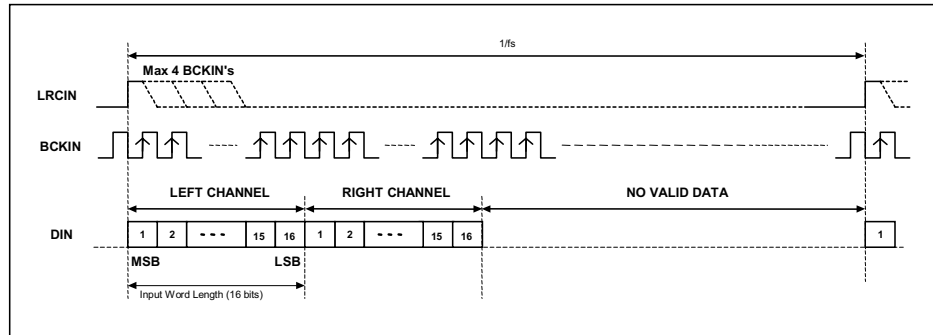 1/fs
Max 4 BCKIN's
LRCIN
BCKIN
LEFT CHANNEL RIGHT CHANNEL NO VALID DATA
DIN 1 2 15 16 1 2 15 16 1
MSB LSB
Input Word Length (16 bits)